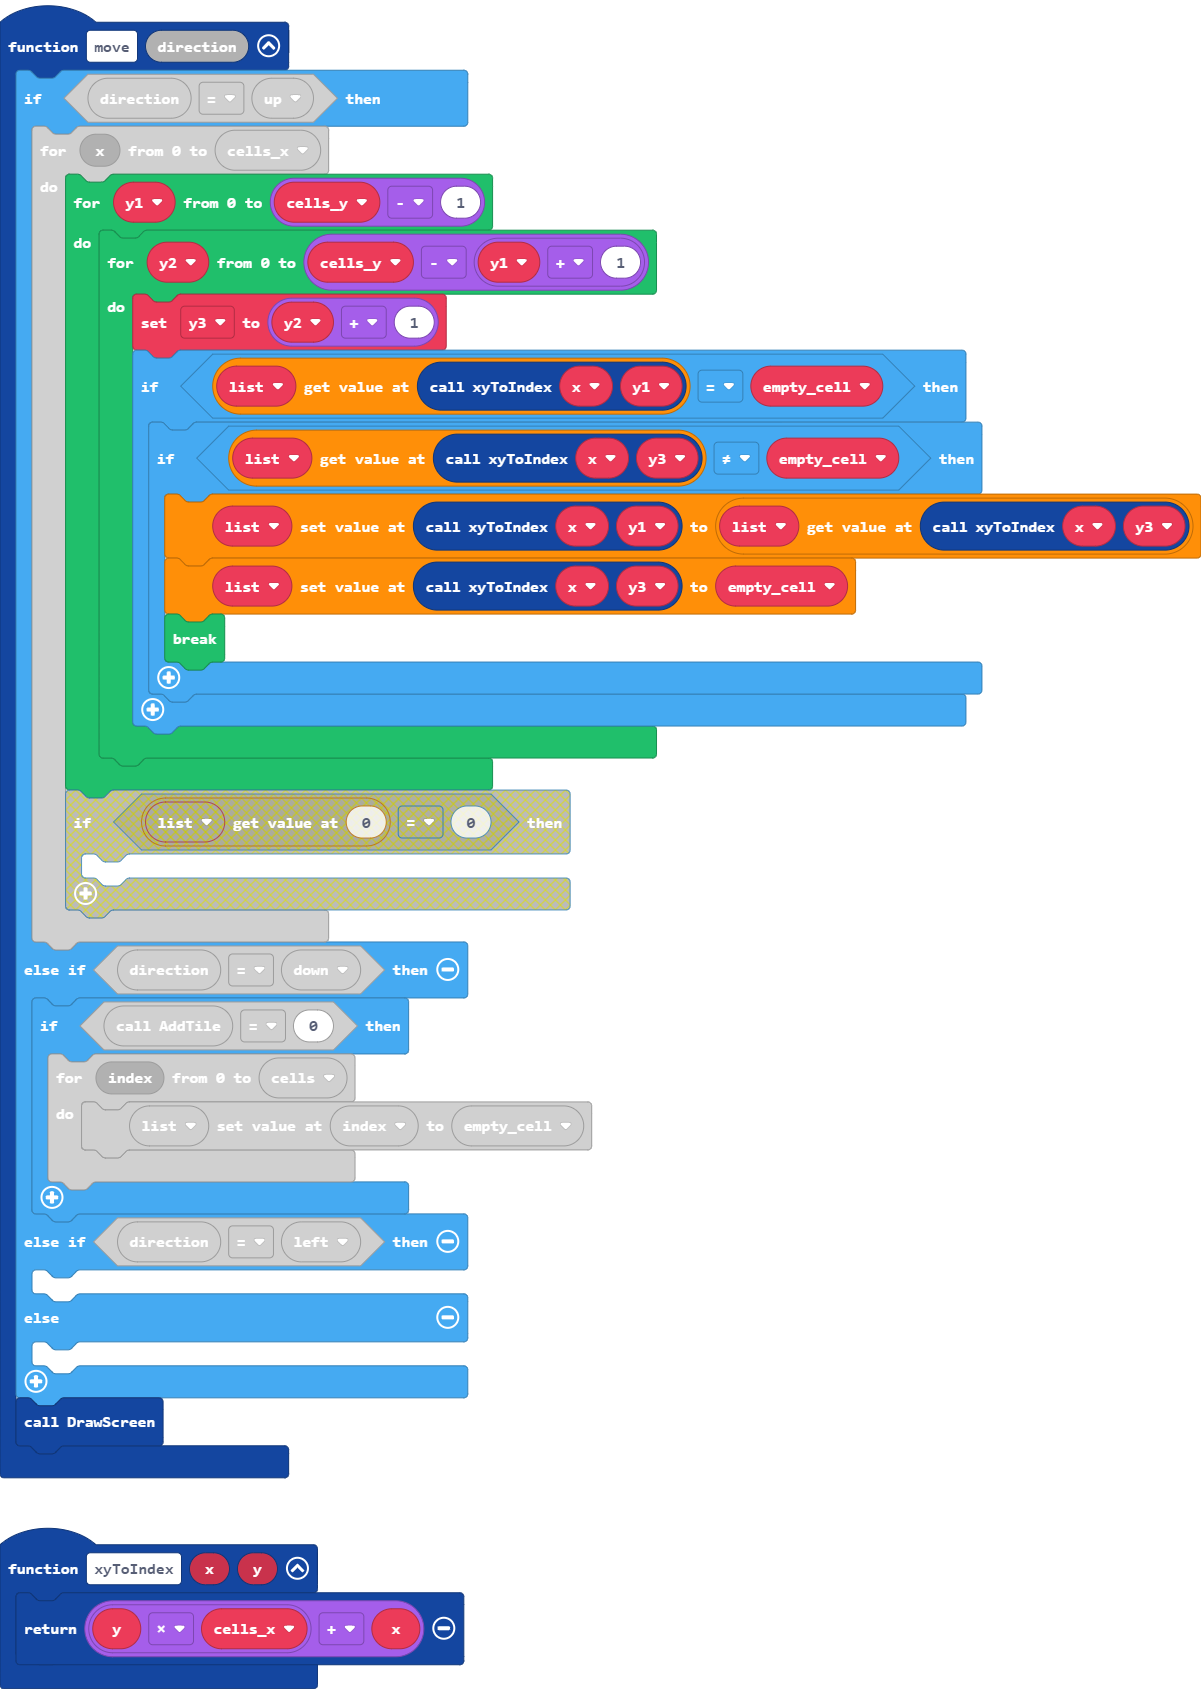 function move direction
if direction = up then
for x from 0 to cells_x
do
for y1 from 0 to cells_y - 1
do
for y2 from 0 to cells_y - y1 + 1
do
set y3 to y2 + 1
if list get value at call xyToIndex x y1 = empty_cell then
if list get value at call xyToIndex x y3 ≠ empty_cell then
list set value at call xyToIndex x y1 to list get value at call xyToIndex x y3
list set value at call xyToIndex x y3 to empty_cell
break
if list get value at 0 = 0 then
else if direction = down then
if call AddTile = 0 then
for index from 0 to cells
do
list set value at index to empty_cell
else if direction = left then
else
call DrawScreen
function xyToIndex x y
return y × cells_x + x